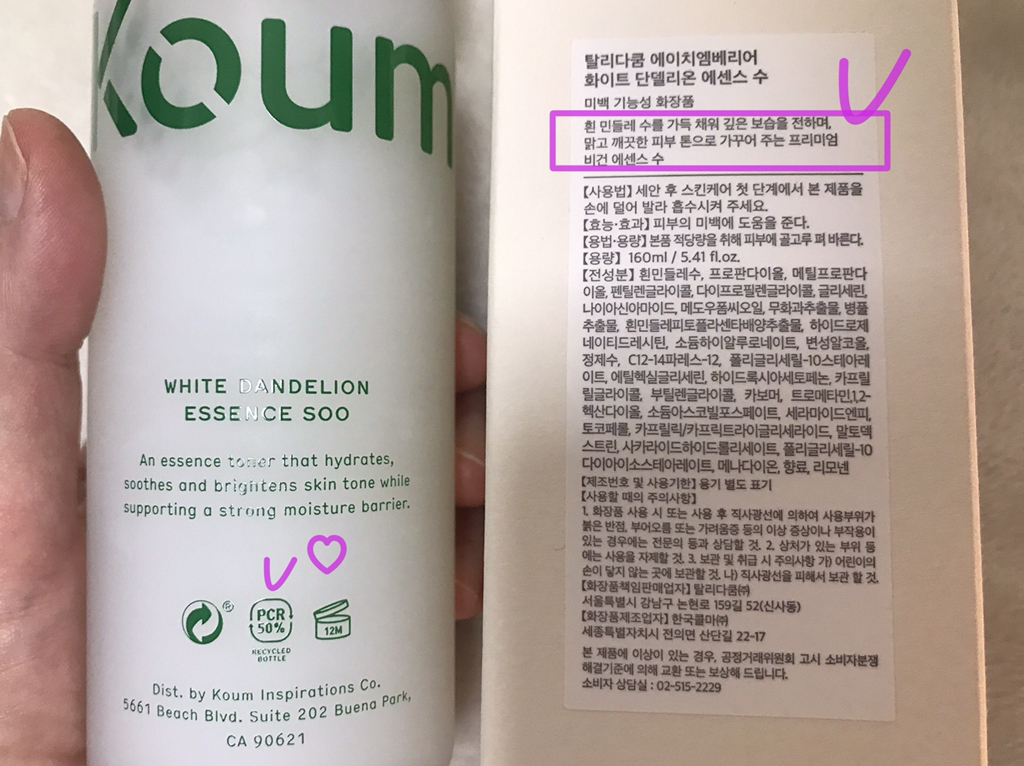 Koum
WHITE DANDELION
ESSENCE SOO
An essence toner that hydrates,
soothes and brightens skin tone while
supporting a strong moisture barrier.
®
PCR
50%
RECYCLED
BOTTLE
12M
Dist. by Koum Inspirations Co.
5661 Beach Blvd. Suite 202 Buena Park,
CA 90621
탈리다쿰 에이치엠베리어
화이트 단델리온 에센스 수
미백 기능성 화장품
흰 민들레 수를 가득 채워 깊은 보습을 전하며,
맑고 깨끗한 피부 톤으로 가꾸어 주는 프리미엄
비건 에센스 수
【사용법】 세안 후 스킨케어 첫 단계에서 본 제품을
손에 덜어 발라 흡수시켜 주세요.
【효능·효과】 피부의 미백에 도움을 준다.
【용법·용량】 본품 적당량을 취해 피부에 골고루 펴 바른다.
【용량】 160ml / 5.41 fl.oz.
【전성분】 흰민들레수, 프로판다이올, 메틸프로판다
이올, 펜틸렌글라이콜, 다이프로필렌글라이콜, 글리세린,
나이아신아마이드, 메도우폼씨오일, 무화과추출물, 병풀
추출물, 흰민들레피토플라센타배양추출물, 하이드로제
네이티드레시틴, 소듐하이알루로네이트, 변성알코올,
정제수, C12-14파레스-12, 폴리글리세릴-10스테아레
이트, 에틸헥실글리세린, 하이드록시아세토페논, 카프릴
릴글라이콜, 부틸렌글라이콜, 카보머, 트로메타민,1,2-
헥산다이올, 소듐아스코빌포스페이트, 세라마이드엔피,
토코페롤, 카프릴릭/카프릭트라이글리세라이드, 말토덱
스트린, 사카라이드하이드롤리세이트, 폴리글리세릴-10
다이아이소스테아레이트, 메나다이온, 향료, 리모넨
【제조번호 및 사용기한】 용기 별도 표기
【사용할 때의 주의사항】
1. 화장품 사용 시 또는 사용 후 직사광선에 의하여 사용부위가
붉은 반점, 부어오름 또는 가려움증 등의 이상 증상이나 부작용이
있는 경우에는 전문의 등과 상담할 것. 2. 상처가 있는 부위 등
에는 사용을 자제할 것. 3. 보관 및 취급 시 주의사항 가) 어린이의
손이 닿지 않는 곳에 보관할 것. 나) 직사광선을 피해서 보관 할 것.
【화장품책임판매업자】 탈리다쿰㈜
서울특별시 강남구 논현로 159길 52(신사동)
【화장품제조업자】 한국콜마㈜
세종특별자치시 전의면 산단길 22-17
본 제품에 이상이 있는 경우, 공정거래위원회 고시 소비자분쟁
해결기준에 의해 교환 또는 보상해 드립니다.
소비자 상담실 : 02-515-2229